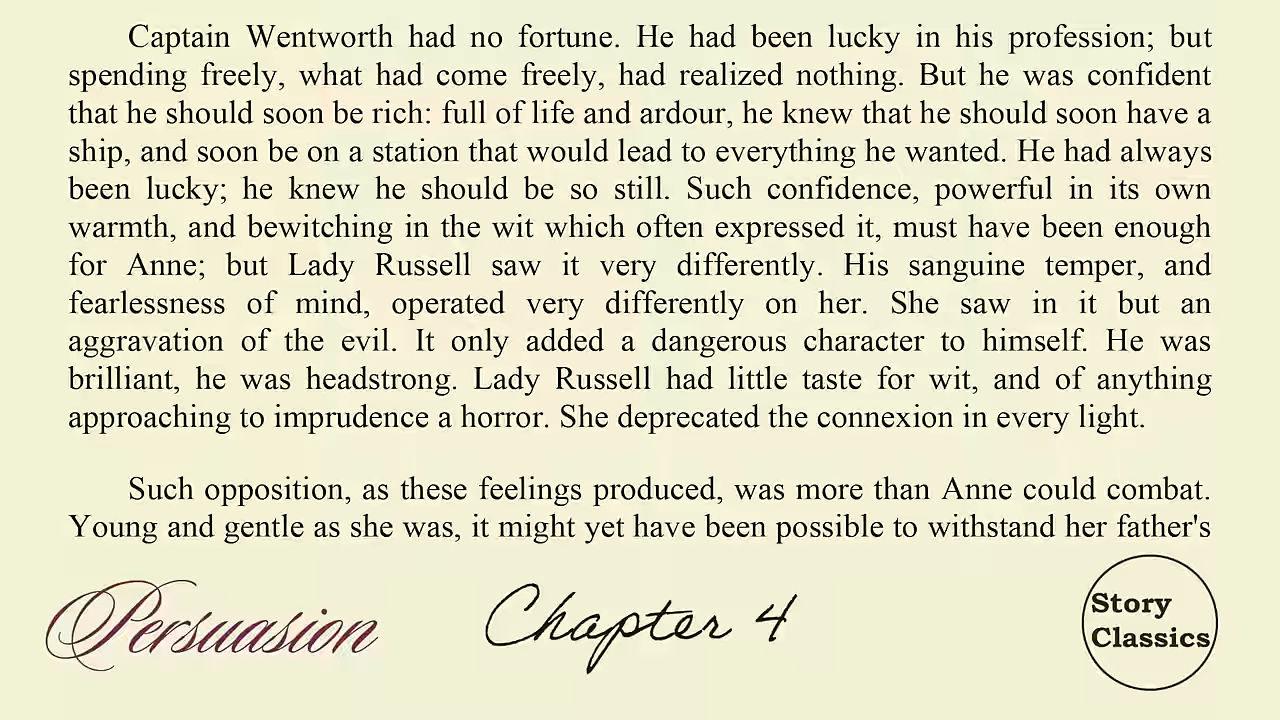 Captain Wentworth had no fortune. He had been lucky in his profession; but
spending freely, what had come freely, had realized nothing. But he was confident
that he should soon be rich: full of life and ardour, he knew that he should soon have a
ship, and soon be on a station that would lead to everything he wanted. He had always
been lucky; he knew he should be so still. Such confidence, powerful in its own
warmth, and bewitching in the wit which often expressed it, must have been enough
for Anne; but Lady Russell saw it very differently. His sanguine temper, and
fearlessness of mind, operated very differently on her. She saw in it but an
aggravation of the evil. It only added a dangerous character to himself. He was
brilliant, he was headstrong. Lady Russell had little taste for wit, and of anything
approaching to imprudence a horror. She deprecated the connexion in every light.
Such opposition, as these feelings produced, was more than Anne could combat.
Young and gentle as she was, it might yet have been possible to withstand her father's
Persuasion
Chapter 4
Story
Classics